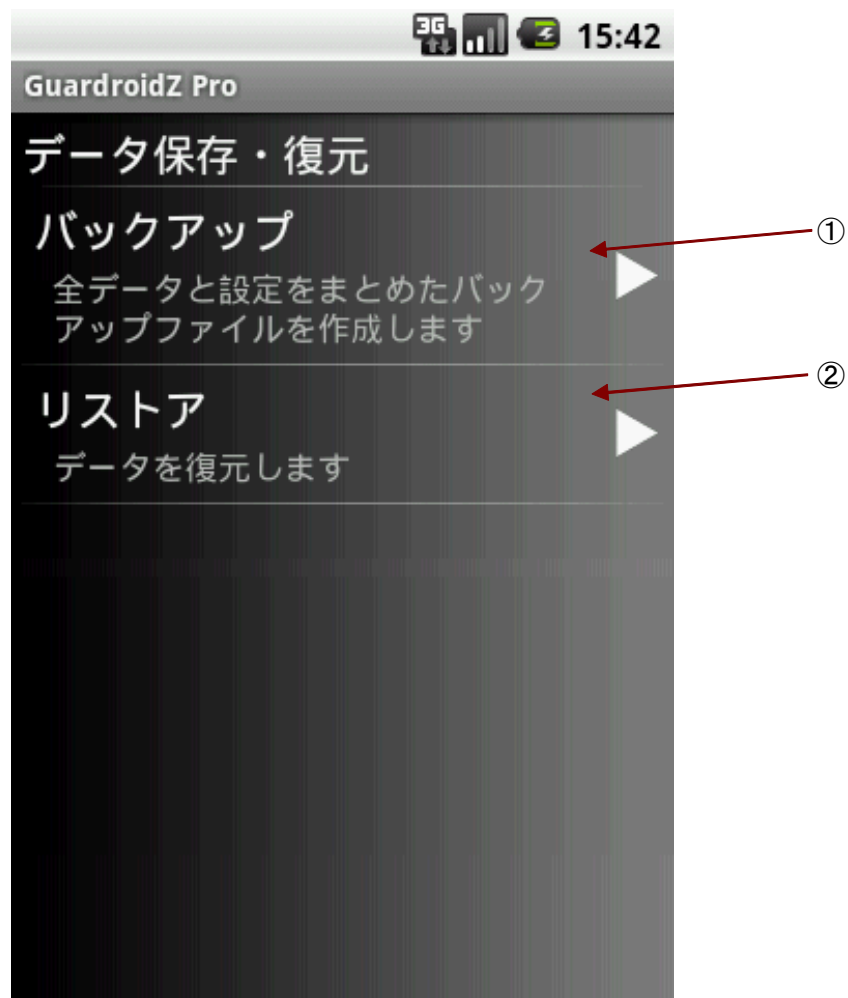 3G 15:42
GuardroidZ Pro
データ保存・復元
バックアップ
①
全データと設定をまとめたバック
アップファイルを作成します
②
リストア
データを復元します